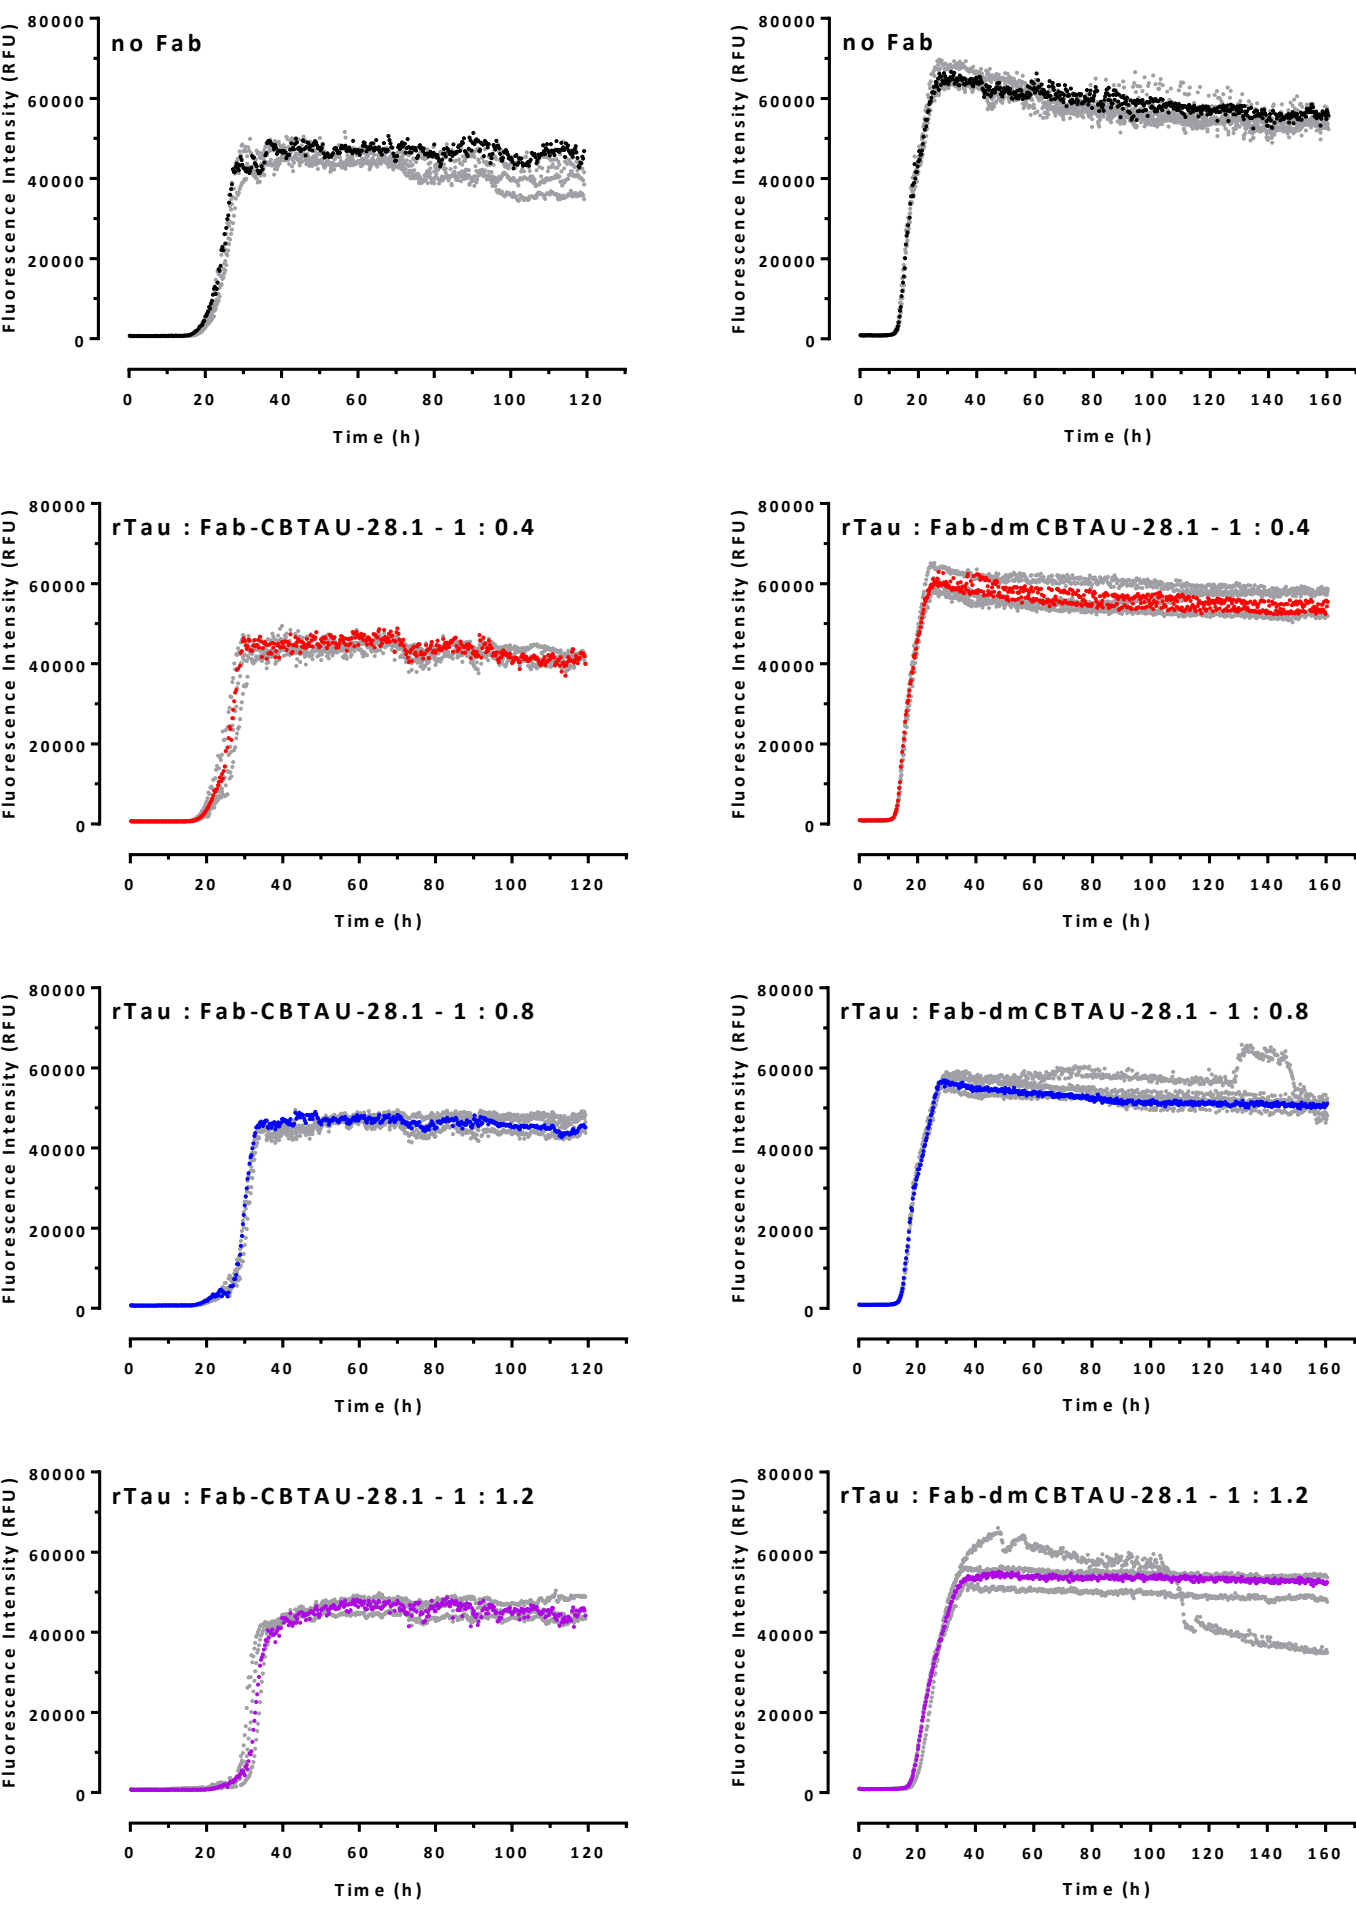 no Fab
Fluorescence Intensity (RFU)
80000
60000
40000
20000
0
0 20 40 60 80 100 120
Time (h)
no Fab
Fluorescence Intensity (RFU)
80000
60000
40000
20000
0
0 20 40 60 80 100 120 140 160
Time (h)
rTau : Fab-CBTAU-28.1 - 1 : 0.4
Fluorescence Intensity (RFU)
80000
60000
40000
20000
0
0 20 40 60 80 100 120
Time (h)
rTau : Fab-dmCBTAU-28.1 - 1 : 0.4
Fluorescence Intensity (RFU)
80000
60000
40000
20000
0
0 20 40 60 80 100 120 140 160
Time (h)
rTau : Fab-CBTAU-28.1 - 1 : 0.8
Fluorescence Intensity (RFU)
80000
60000
40000
20000
0
0 20 40 60 80 100 120
Time (h)
rTau : Fab-dmCBTAU-28.1 - 1 : 0.8
Fluorescence Intensity (RFU)
80000
60000
40000
20000
0
0 20 40 60 80 100 120 140 160
Time (h)
rTau : Fab-CBTAU-28.1 - 1 : 1.2
Fluorescence Intensity (RFU)
80000
60000
40000
20000
0
0 20 40 60 80 100 120
Time (h)
rTau : Fab-dmCBTAU-28.1 - 1 : 1.2
Fluorescence Intensity (RFU)
80000
60000
40000
20000
0
0 20 40 60 80 100 120 140 160
Time (h)